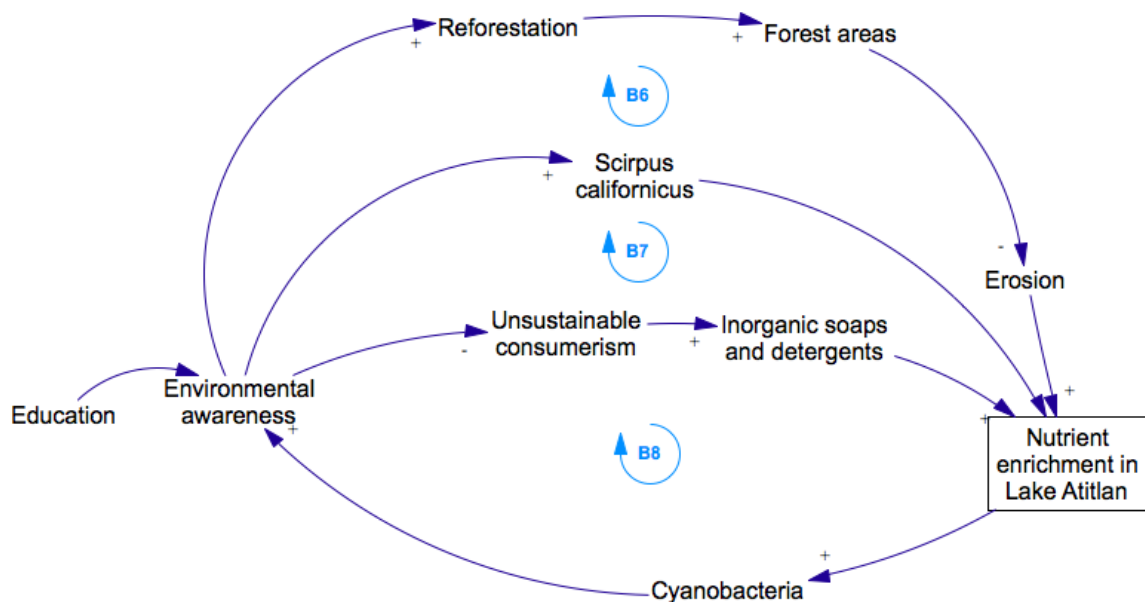 Reforestation
+
+
Forest areas
B6
Scirpus
californicus
+
B7
-
Erosion
Unsustainable
consumerism
-
+
Inorganic soaps
and detergents
Education
Environmental
awareness
+
+
+
Nutrient
enrichment in
Lake Atitlan
B8
+
Cyanobacteria